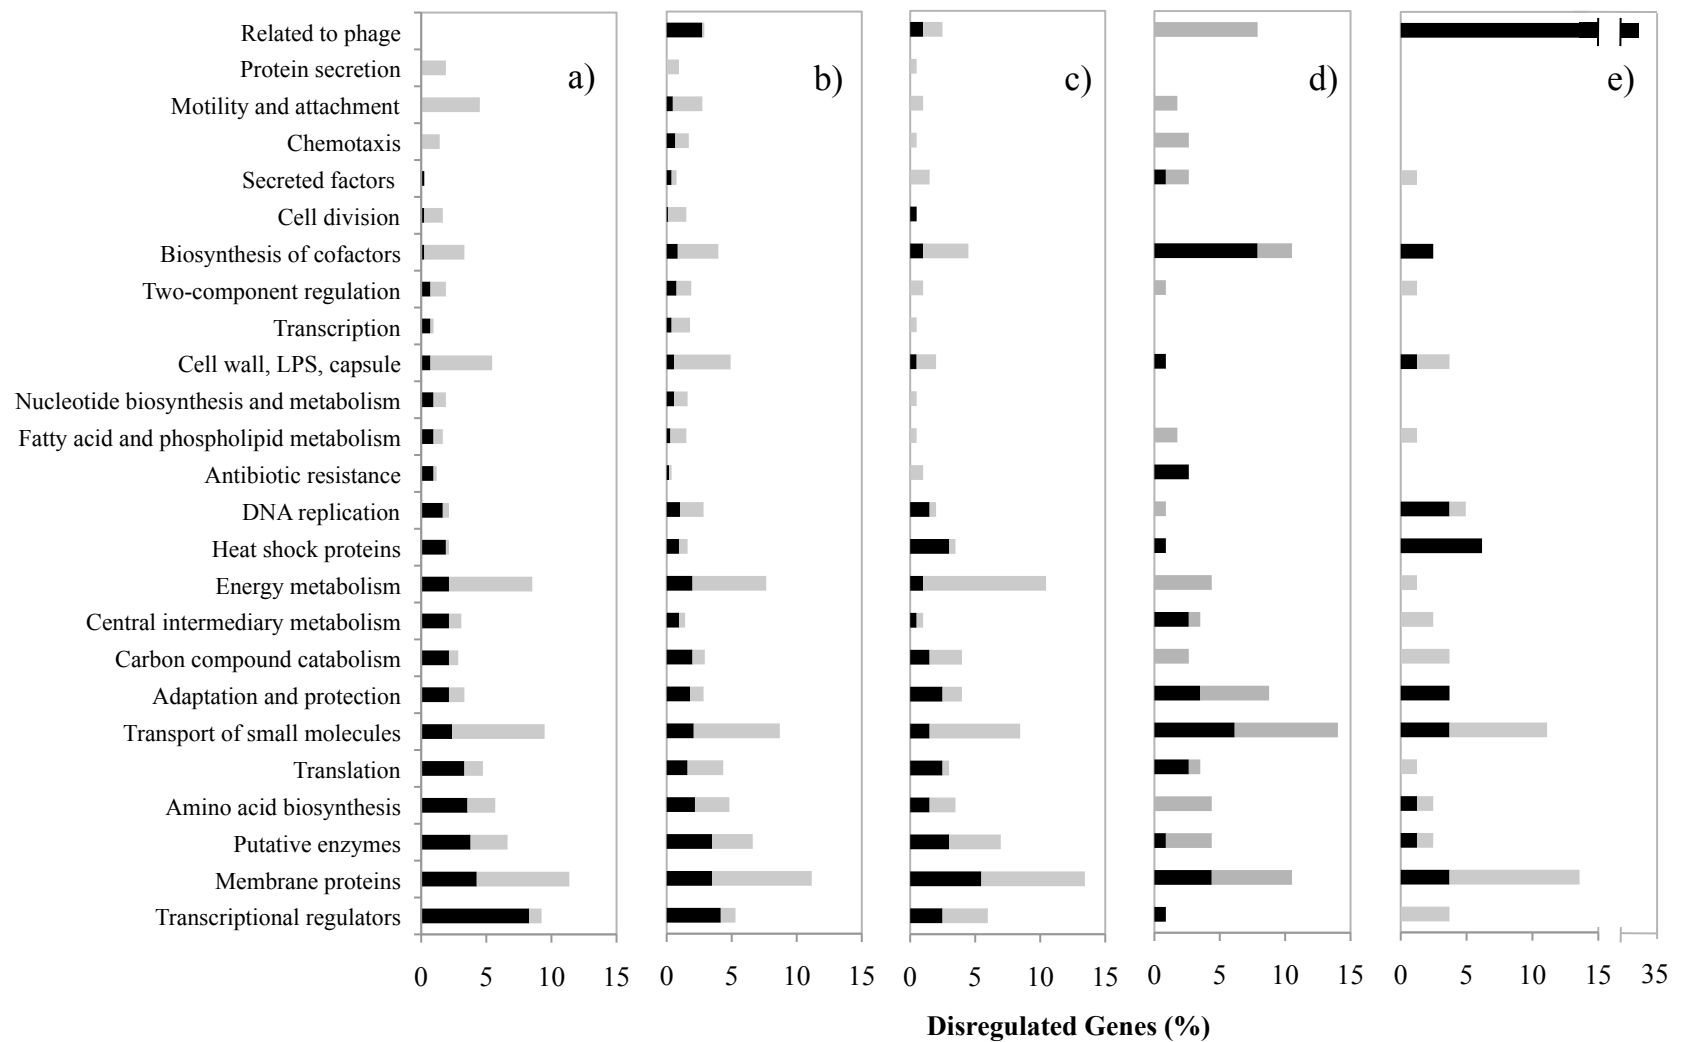 Related to phage
Protein secretion
Motility and attachment
Chemotaxis
Secreted factors
Cell division
Biosynthesis of cofactors
Two-component regulation
Transcription
Cell wall, LPS, capsule
Nucleotide biosynthesis and metabolism
Fatty acid and phospholipid metabolism
Antibiotic resistance
DNA replication
Heat shock proteins
Energy metabolism
Central intermediary metabolism
Carbon compound catabolism
Adaptation and protection
Transport of small molecules
Translation
Amino acid biosynthesis
Putative enzymes
Membrane proteins
Transcriptional regulators
a) b) c) d) e)
0 5 10 15 0 5 10 15 0 5 10 15 0 5 10 15 0 5 10 15 35
Disregulated Genes (%)